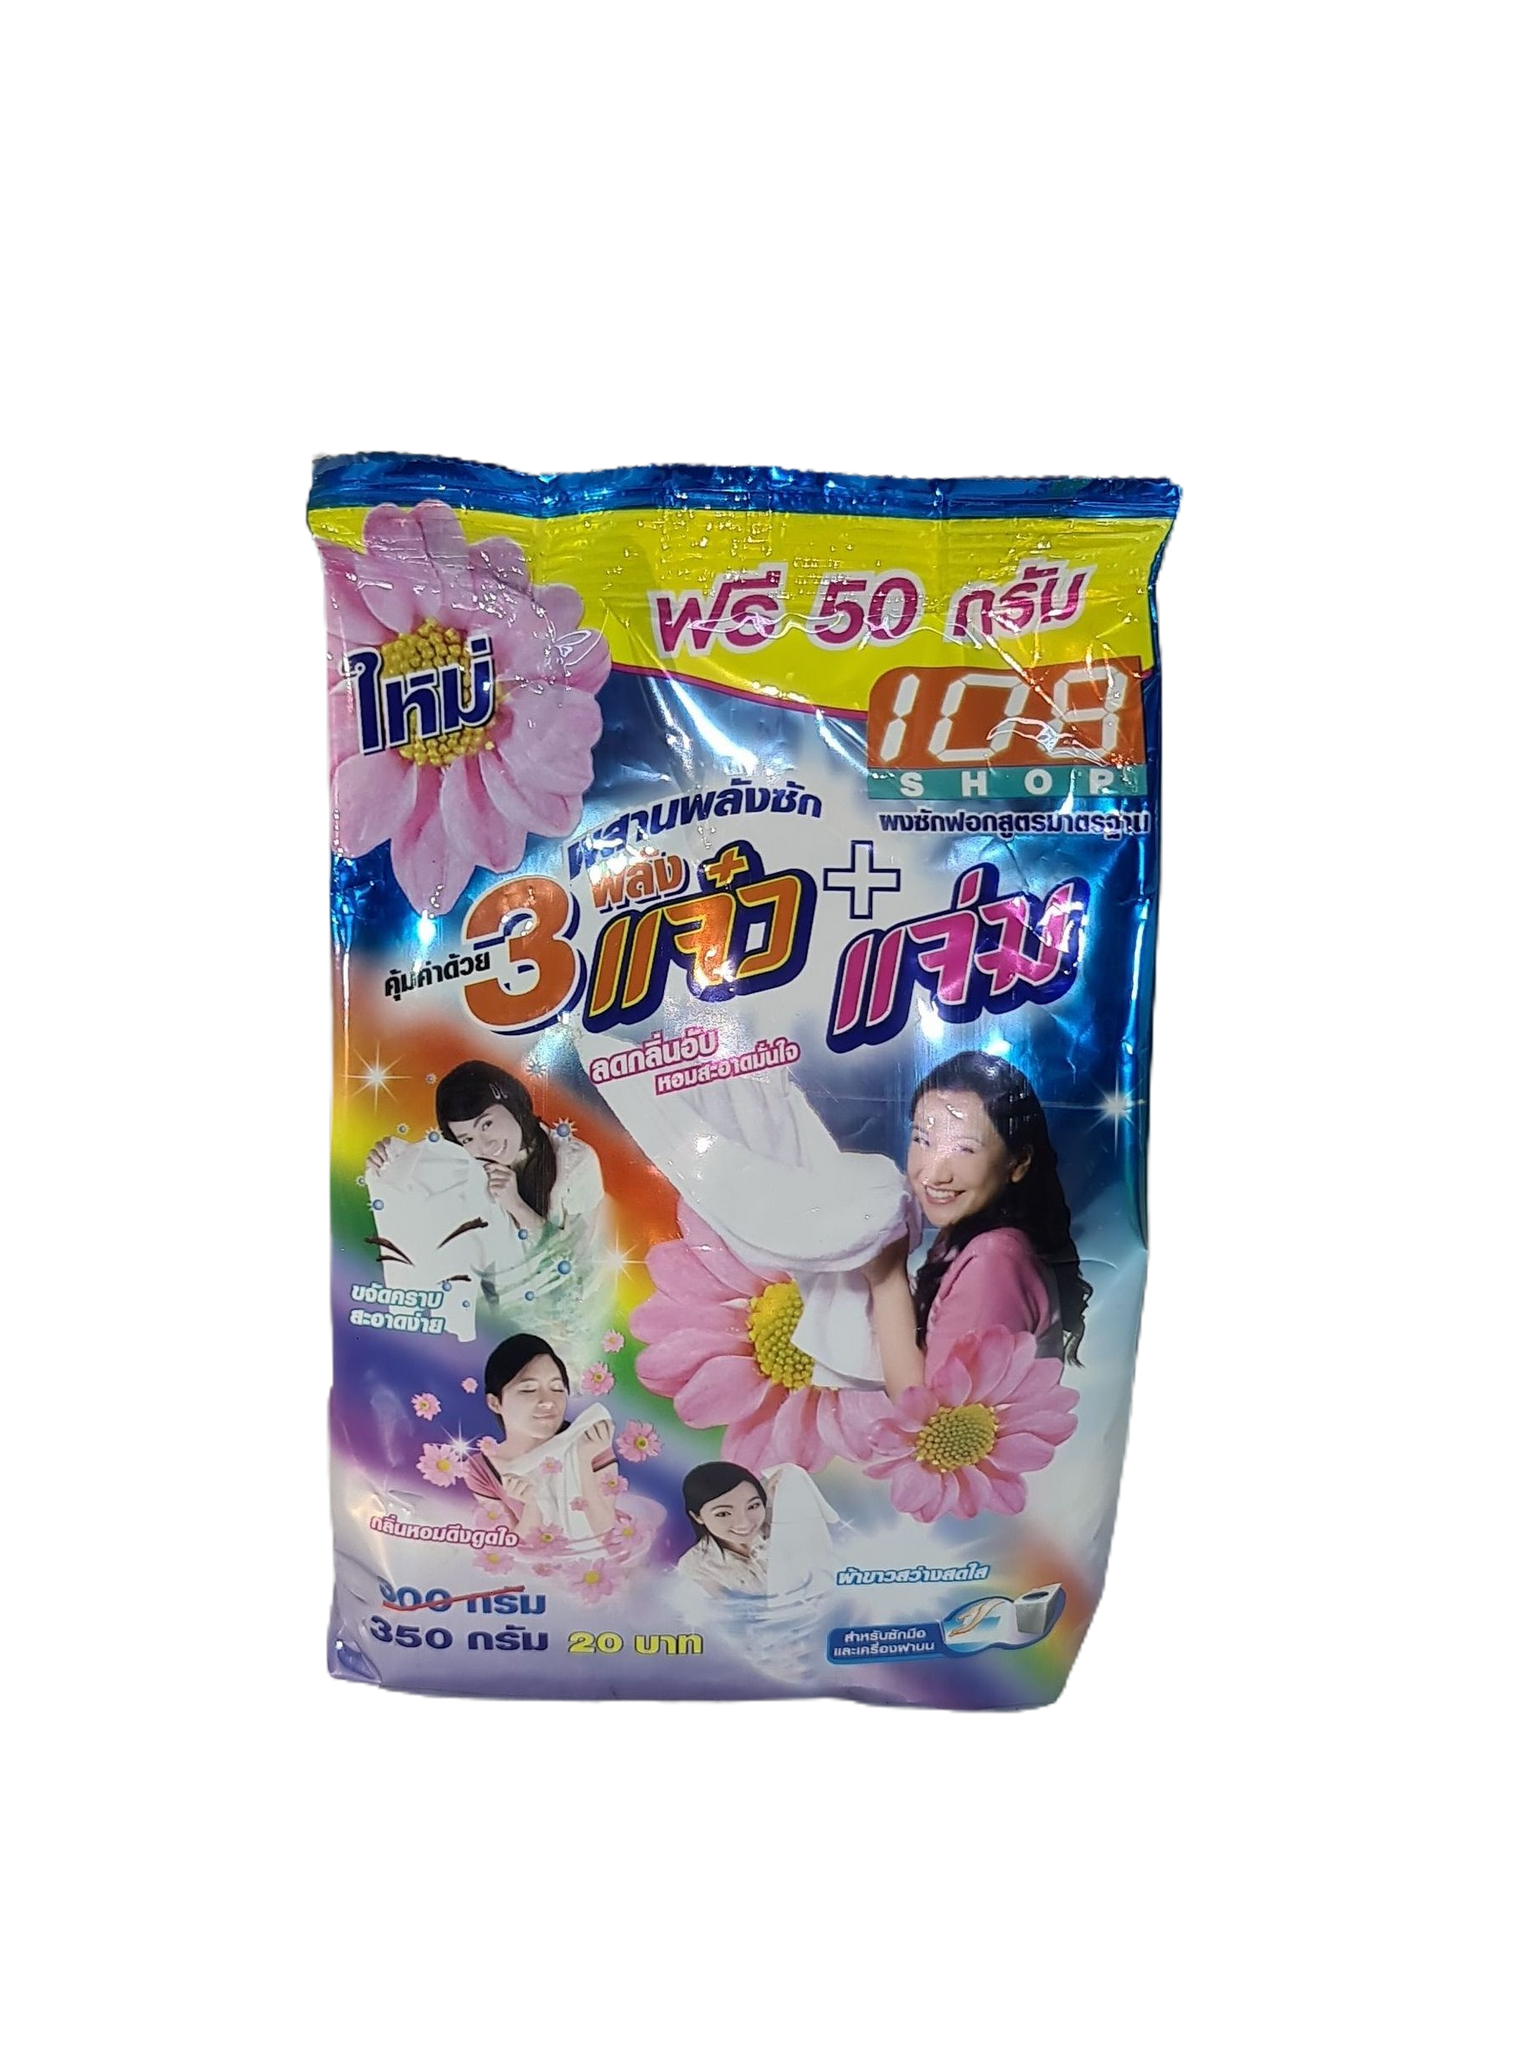 ฟรี 50 กรัม
ใหม่
108
SHOP
ผงซักฟอกสูตรมาตรฐาน
ผสานพลังซัก
คุ้มค่าด้วย 3 พลัง แจ๋ว + แจ่ม
ลดกลิ่นอับ
หอมสะอาดมั่นใจ
ขจัดคราบ
สะอาดง่าย
กลิ่นหอมดึงดูดใจ
ผ้าขาวสว่างสดใส
300 กรัม
350 กรัม 20 บาท
สำหรับซักมือ
และเครื่องฝาบน